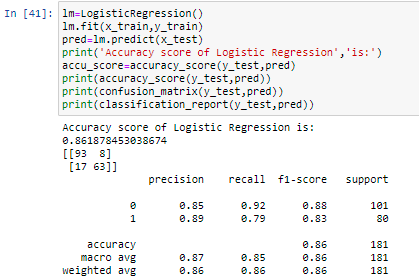 In [41]: lm=LogisticRegression()
lm.fit(x_train,y_train)
pred=lm.predict(x_test)
print('Accuracy score of Logistic Regression','is:')
accu_score=accuracy_score(y_test,pred)
print(accuracy_score(y_test,pred))
print(confusion_matrix(y_test,pred))
print(classification_report(y_test,pred))
Accuracy score of Logistic Regression is:
0.861878453038674
[[93 8]
[17 63]]
precision recall f1-score support
0 0.85 0.92 0.88 101
1 0.89 0.79 0.83 80
accuracy 0.86 181
macro avg 0.87 0.85 0.86 181
weighted avg 0.86 0.86 0.86 181